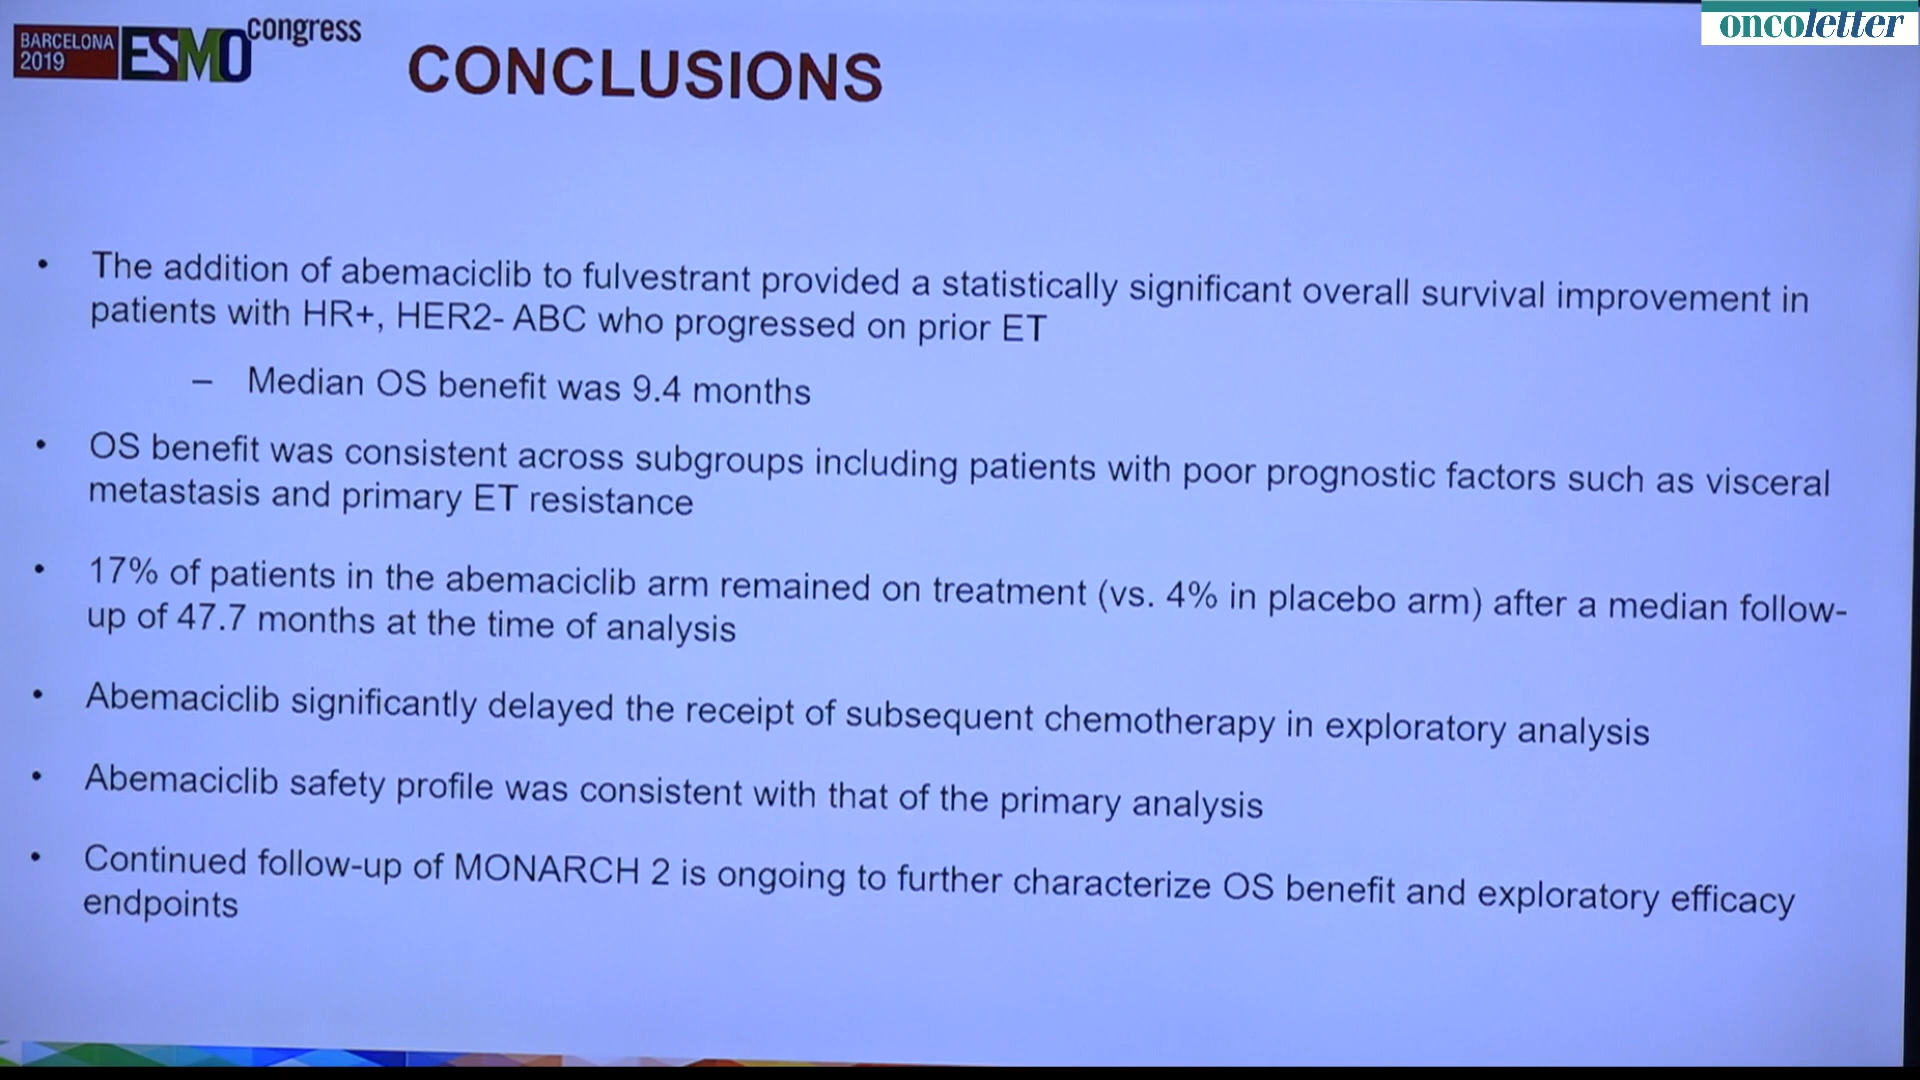 BARCELONA
2019
ESMO congress
oncoletter
CONCLUSIONS
• The addition of abemaciclib to fulvestrant provided a statistically significant overall survival improvement in
patients with HR+, HER2- ABC who progressed on prior ET
– Median OS benefit was 9.4 months
• OS benefit was consistent across subgroups including patients with poor prognostic factors such as visceral
metastasis and primary ET resistance
• 17% of patients in the abemaciclib arm remained on treatment (vs. 4% in placebo arm) after a median follow-
up of 47.7 months at the time of analysis
• Abemaciclib significantly delayed the receipt of subsequent chemotherapy in exploratory analysis
• Abemaciclib safety profile was consistent with that of the primary analysis
• Continued follow-up of MONARCH 2 is ongoing to further characterize OS benefit and exploratory efficacy
endpoints